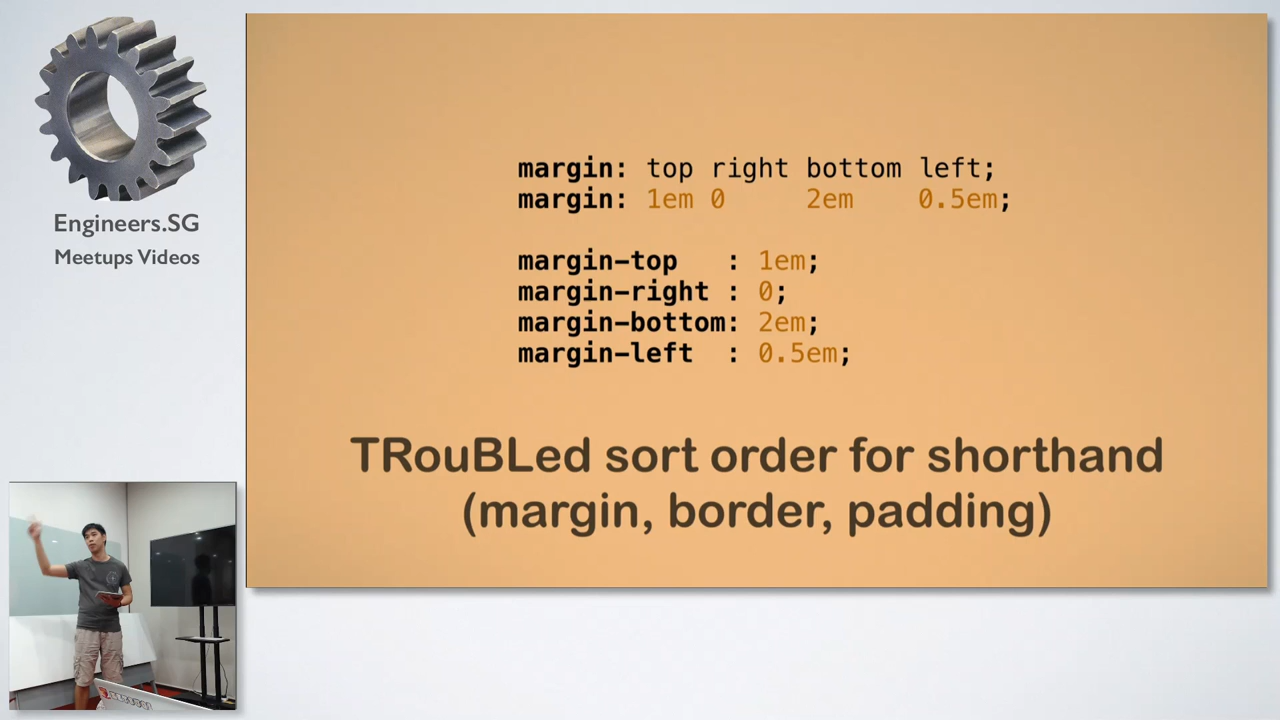 Engineers.SG
Meetups Videos
margin: top right bottom left;
margin: 1em 0     2em    0.5em;
margin-top   : 1em;
margin-right : 0;
margin-bottom: 2em;
margin-left  : 0.5em;
TRouBLed sort order for shorthand
(margin, border, padding)